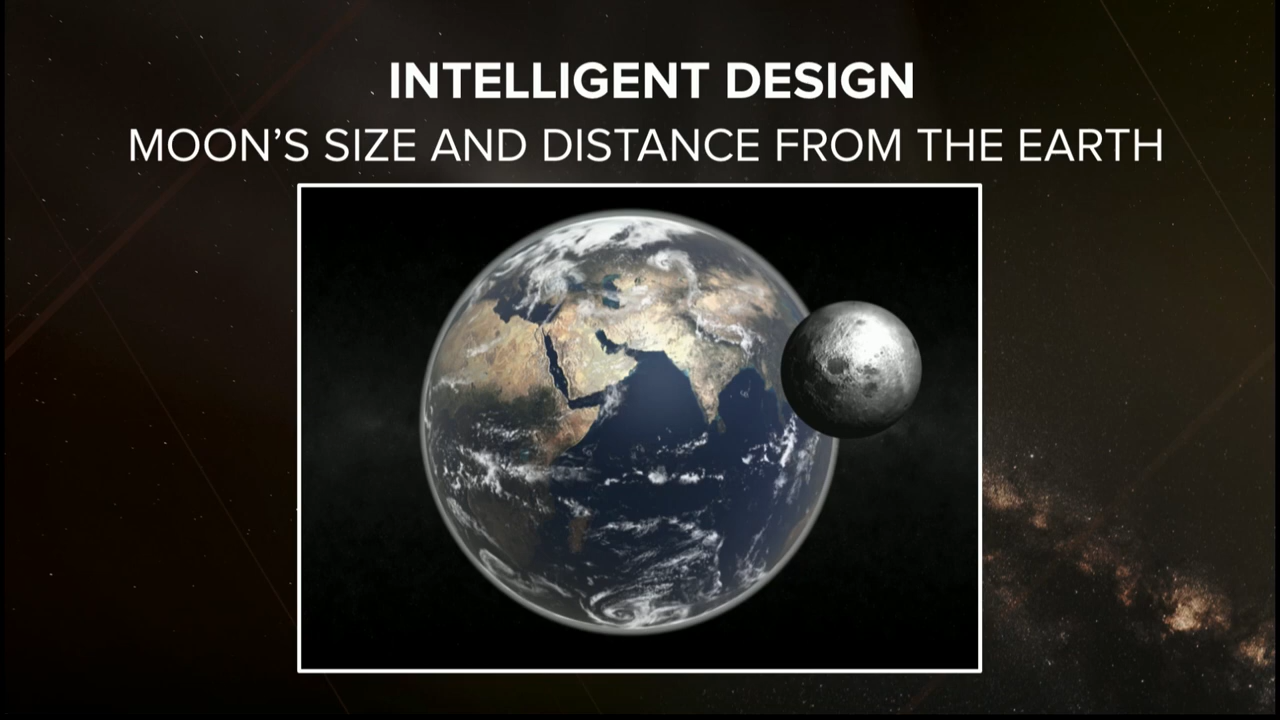 INTELLIGENT DESIGN
MOON'S SIZE AND DISTANCE FROM THE EARTH